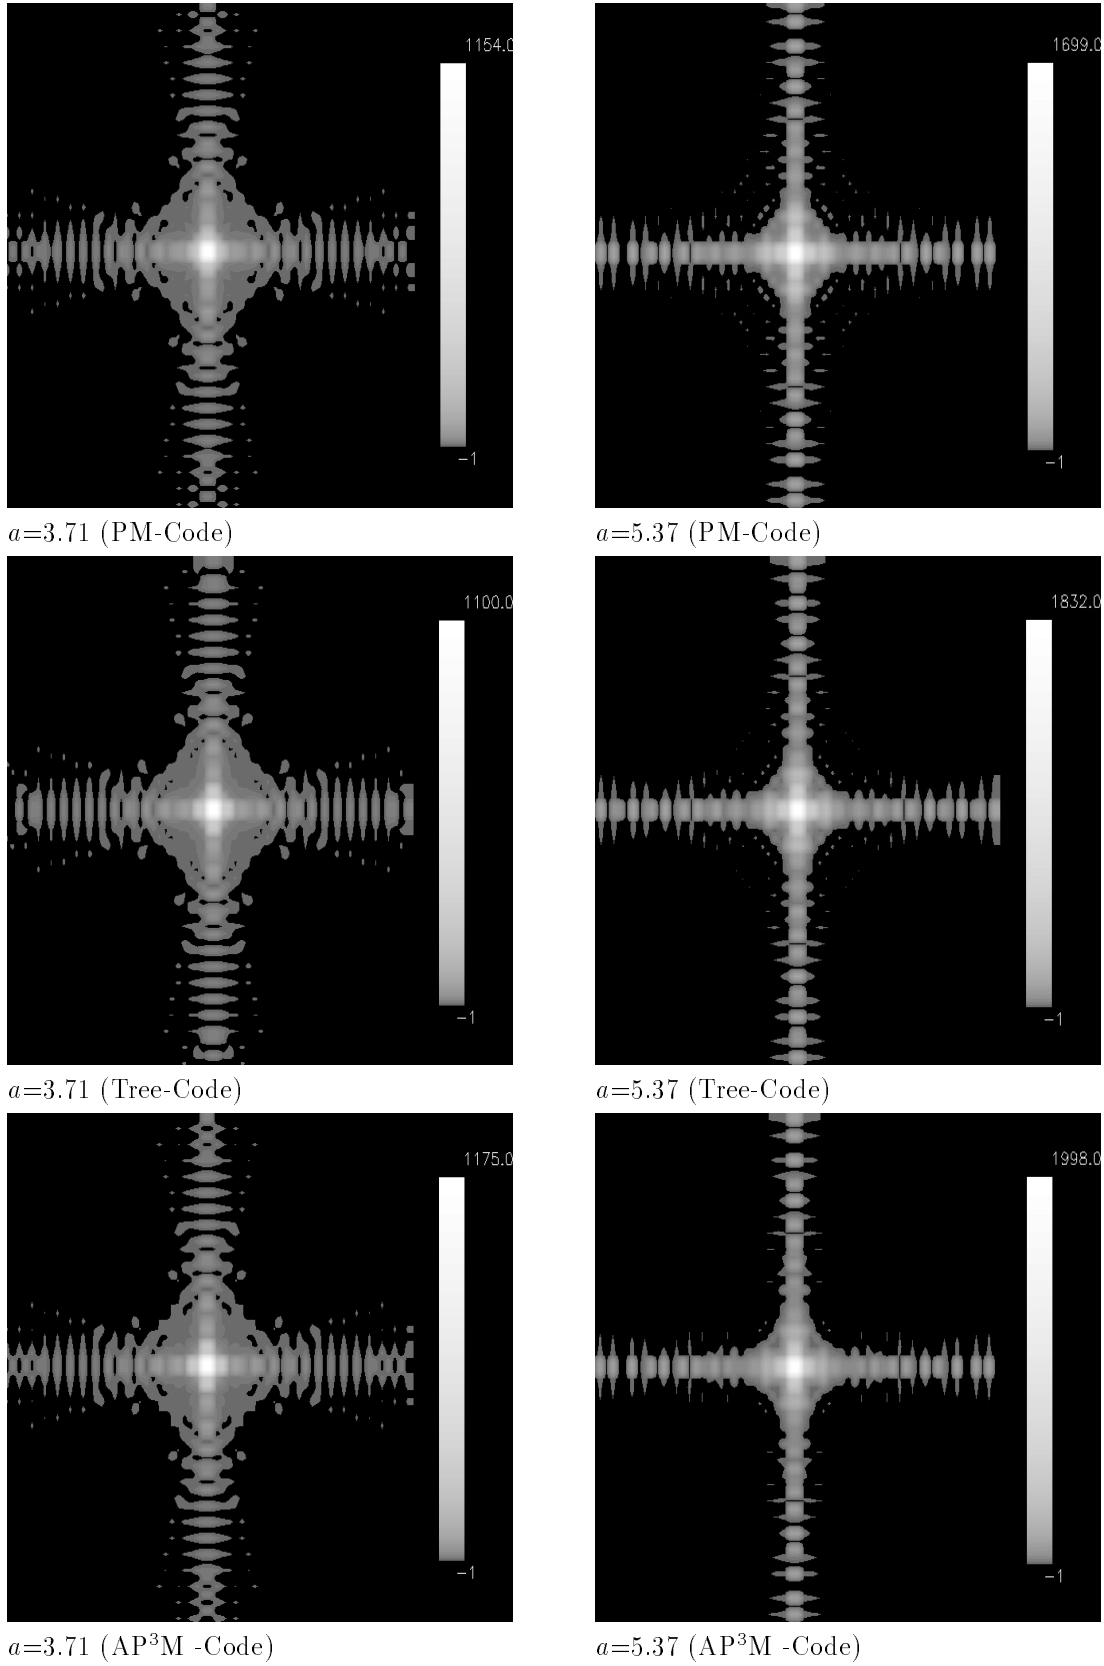 1154.0
1699.0
−1
−1
a=3.71 (PM-Code)
a=5.37 (PM-Code)
1100.0
1832.0
−1
−1
a=3.71 (Tree-Code)
a=5.37 (Tree-Code)
1175.0
1998.0
−1
−1
a=3.71 (AP³M -Code)
a=5.37 (AP³M -Code)